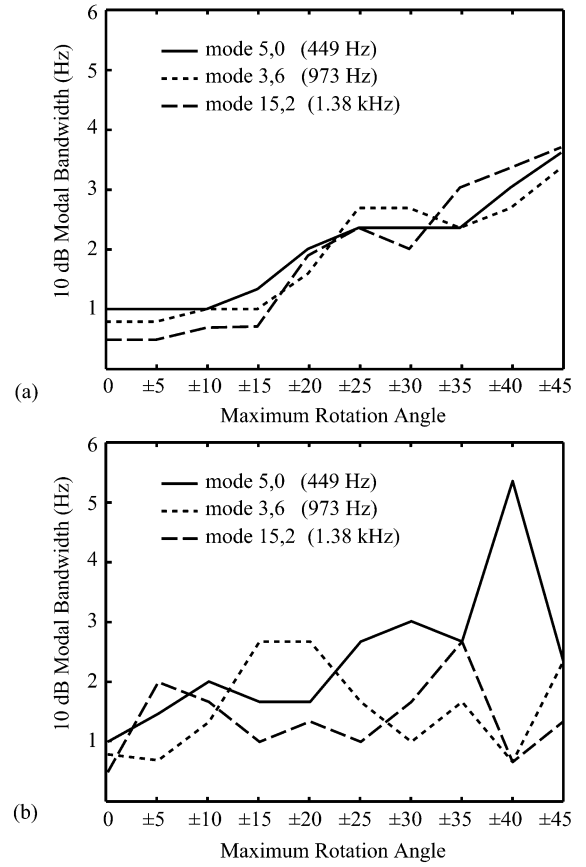 6
5
4
3
2
1
10 dB Modal Bandwidth (Hz)
mode 5,0 (449 Hz)
mode 3,6 (973 Hz)
mode 15,2 (1.38 kHz)
0 ±5 ±10 ±15 ±20 ±25 ±30 ±35 ±40 ±45
(a)
Maximum Rotation Angle
6
5
4
3
2
1
10 dB Modal Bandwidth (Hz)
mode 5,0 (449 Hz)
mode 3,6 (973 Hz)
mode 15,2 (1.38 kHz)
0 ±5 ±10 ±15 ±20 ±25 ±30 ±35 ±40 ±45
(b)
Maximum Rotation Angle